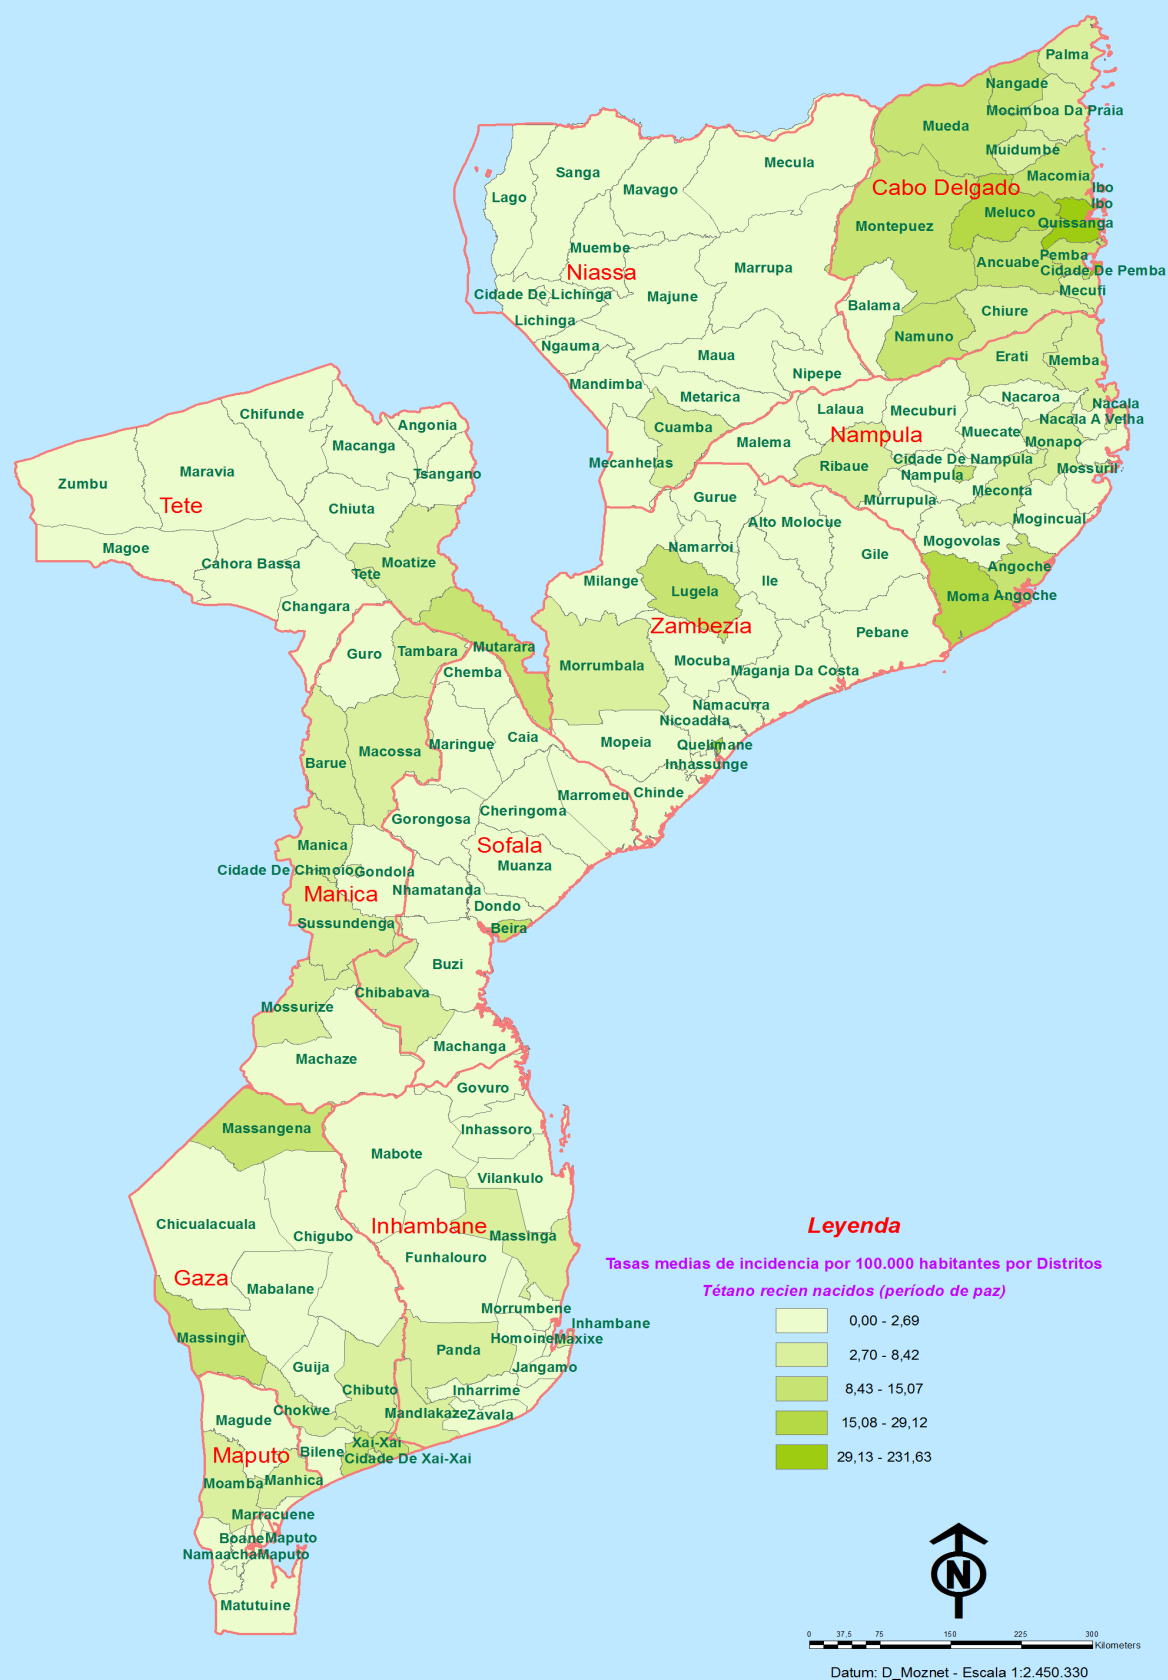 Palma
Nangade
Mocimboa Da Praia
Mueda
Muidumbe
Mecula
Sanga
Macomia
Mavago
Cabo Delgado
Ibo
Lago
Ibo
Meluco
Quissanga
Montepuez
Muembe
Pemba
Ancuabe
Marrupa
Niassa
Cidade De Pemba
Mecufi
Cidade De Lichinga
Majune
Balama
Chiure
Lichinga
Namuno
Ngauma
Maua
Erati
Memba
Nipepe
Mandimba
Metarica
Nacaroa
Nacala
Lalaua
Mecuburi
Chifunde
Nacala A Velha
Angonia
Cuamba
Muecate
Nampula
Malema
Monapo
Macanga
Cidade De Nampula
Mecanhelas
Ribaue
Mossuril
Maravia
Tsangano
Nampula
Zumbu
Meconta
Gurue
Murrupula
Tete
Chiuta
Mogincual
Alto Molocue
Mogovolas
Magoe
Namarroi
Gile
Cahora Bassa
Moatize
Angoche
Tete
Milange
Ile
Lugela
Moma
Angoche
Changara
Zambezia
Pebane
Mutarara
Guro
Tambara
Mocuba
Morrumbala
Chemba
Maganja Da Costa
Namacurra
Nicoadala
Caia
Maringue
Mopeia
Quelimane
Macossa
Barue
Inhassunge
Marromeu
Chinde
Cheringoma
Gorongosa
Manica
Sofala
Muanza
Cidade De Chimoio
Gondola
Nhamatanda
Manica
Dondo
Sussundenga
Beira
Buzi
Chibabava
Mossurize
Machanga
Machaze
Govuro
Massangena
Inhassoro
Mabote
Vilankulo
Chicualacuala
Inhambane
Leyenda
Chigubo
Massinga
Funhalouro
Tasas medias de incidencia por 100.000 habitantes por Distritos
Gaza
Mabalane
Tétano recien nacidos (período de paz)
Morrumbene
0,00 - 2,69
Inhambane
Massingir
Homoine
Maxixe
Panda
2,70 - 8,42
Guija
Jangamo
Chibuto
Inharrime
8,43 - 15,07
Chokwe
Mandlakaze
Zavala
Magude
15,08 - 29,12
Xai-Xai
Maputo
Bilene
Cidade De Xai-Xai
29,13 - 231,63
Moamba
Manhica
Marracuene
Boane
Maputo
Namaacha
Maputo
N
Matutuine
0 37,5 75 150 225 300
Kilometers
Datum: D_Moznet - Escala 1:2.450.330